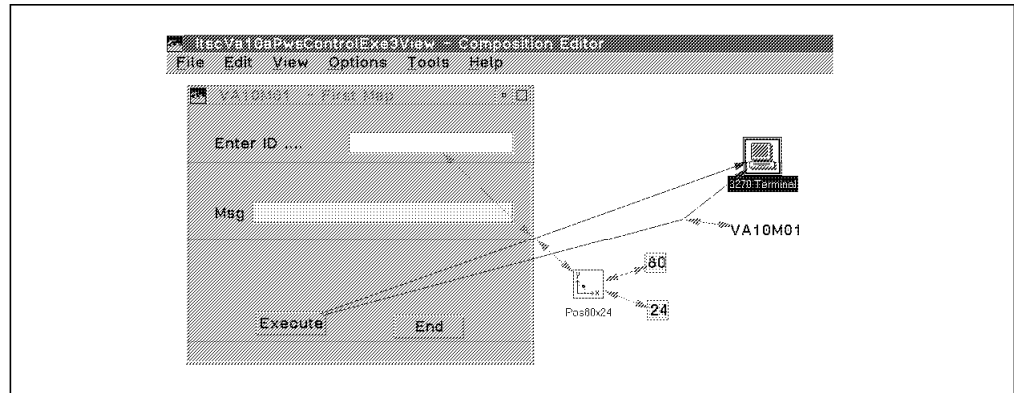 ItscVa10aPwsControlExe3View - Composition Editor
File Edit View Options Tools Help
VA10M01 - First Map
Enter ID ....
3270 Terminal
Msg
VA10M01
80
Pos80x24
24
Execute
End